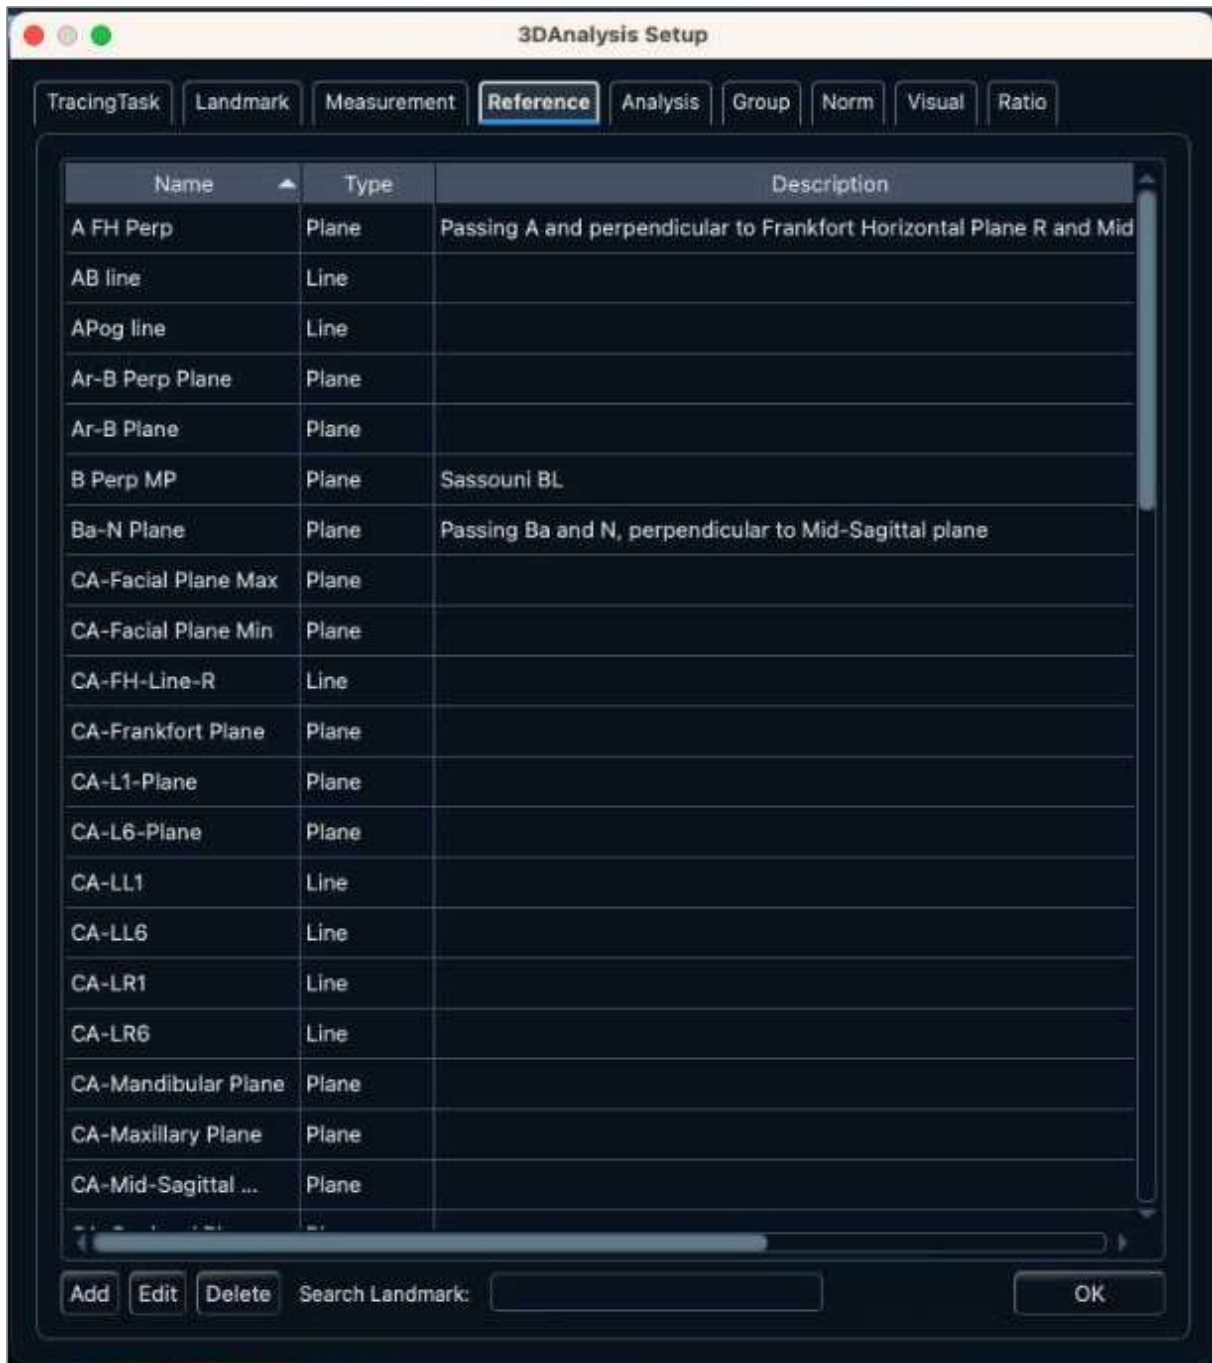 3DAnalysis Setup
TracingTask Landmark Measurement Reference Analysis Group Norm Visual Ratio
Name Type Description
A FH Perp Plane Passing A and perpendicular to Frankfort Horizontal Plane R and Mid
AB line Line
APog line Line
Ar-B Perp Plane Plane
Ar-B Plane Plane
B Perp MP Plane Sassouni BL
Ba-N Plane Plane Passing Ba and N, perpendicular to Mid-Sagittal plane
CA-Facial Plane Max Plane
CA-Facial Plane Min Plane
CA-FH-Line-R Line
CA-Frankfort Plane Plane
CA-L1-Plane Plane
CA-L6-Plane Plane
CA-LL1 Line
CA-LL6 Line
CA-LR1 Line
CA-LR6 Line
CA-Mandibular Plane Plane
CA-Maxillary Plane Plane
CA-Mid-Sagittal ... Plane
Add Edit Delete Search Landmark: OK